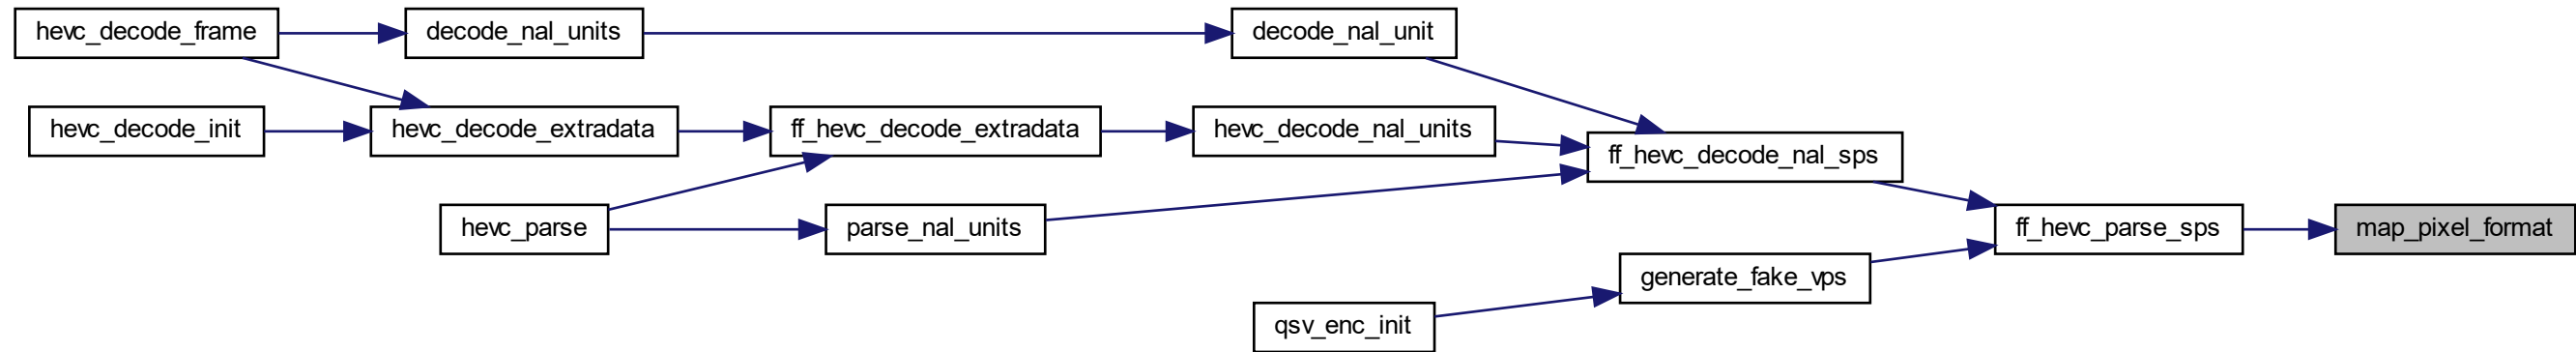 hevc_decode_frame
decode_nal_units
decode_nal_unit
hevc_decode_init
hevc_decode_extradata
ff_hevc_decode_extradata
hevc_decode_nal_units
ff_hevc_decode_nal_sps
hevc_parse
parse_nal_units
ff_hevc_parse_sps
map_pixel_format
generate_fake_vps
qsv_enc_init